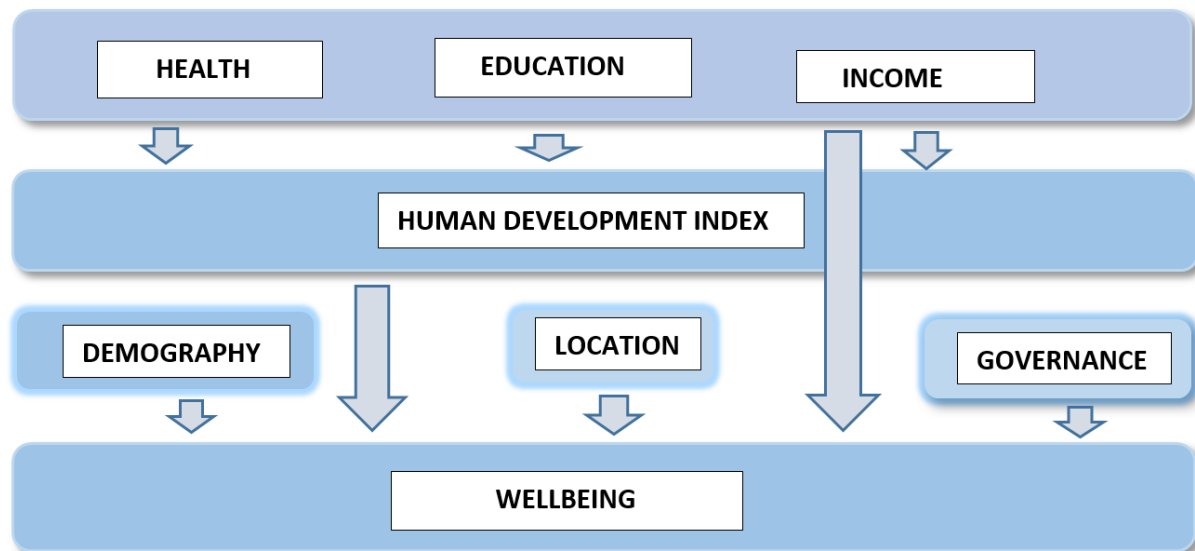 HEALTH
EDUCATION
INCOME
HUMAN DEVELOPMENT INDEX
DEMOGRAPHY
LOCATION
GOVERNANCE
WELLBEING